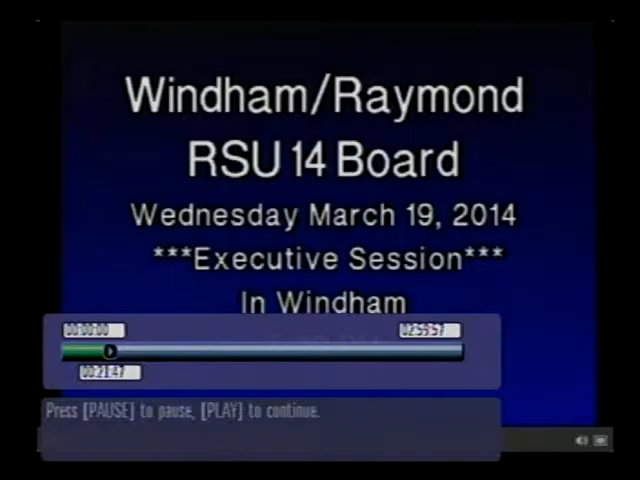 Windham/Raymond
RSU 14 Board
Wednesday March 19, 2014
***Executive Session***
In Windham
00:00:00
02:59:57
00:21:47
Press [PAUSE] to pause, [PLAY] to continue.